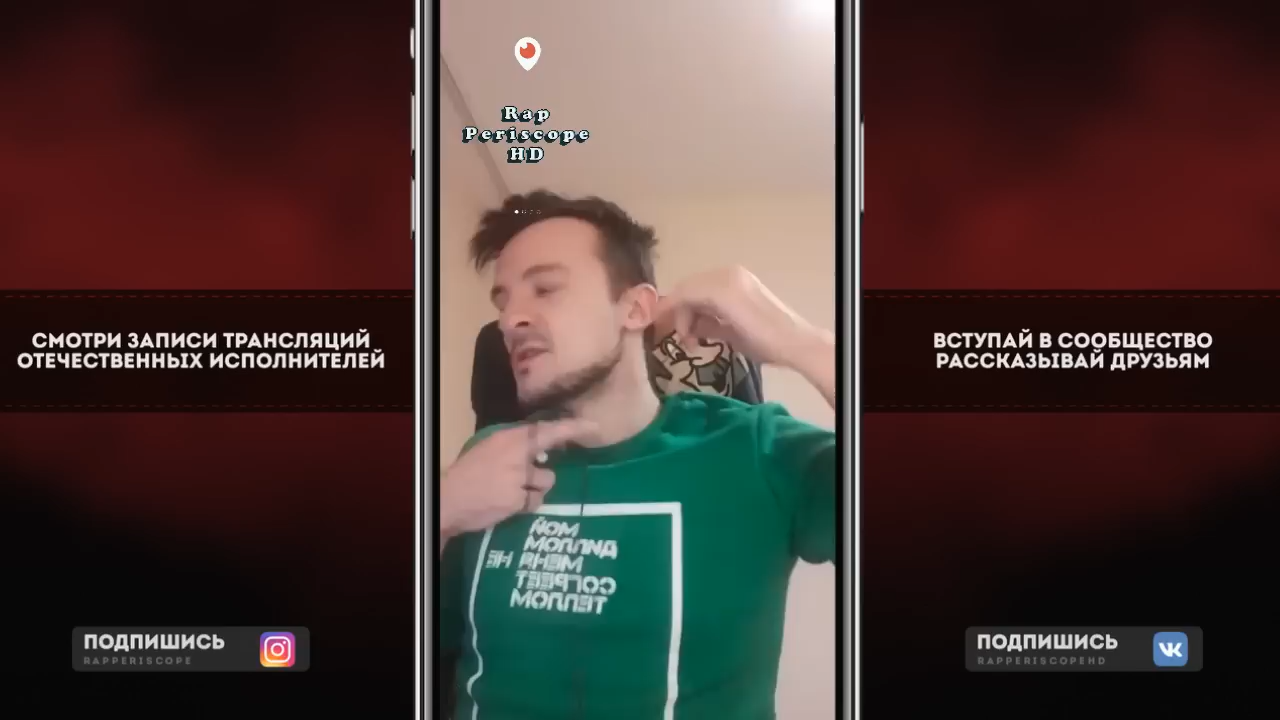 Rap
Periscope
HD
СМОТРИ ЗАПИСИ ТРАНСЛЯЦИЙ
ОТЕЧЕСТВЕННЫХ ИСПОЛНИТЕЛЕЙ
ВСТУПАЙ В СООБЩЕСТВО
РАССКАЗЫВАЙ ДРУЗЬЯМ
МОЙ
ДИПЛОМ
МЕНЯ НЕ
СОГРЕЕТ
ТЕПЛОМ
ПОДПИШИСЬ
RAPPERISCOPE
ПОДПИШИСЬ
RAPPERISCOPEHD